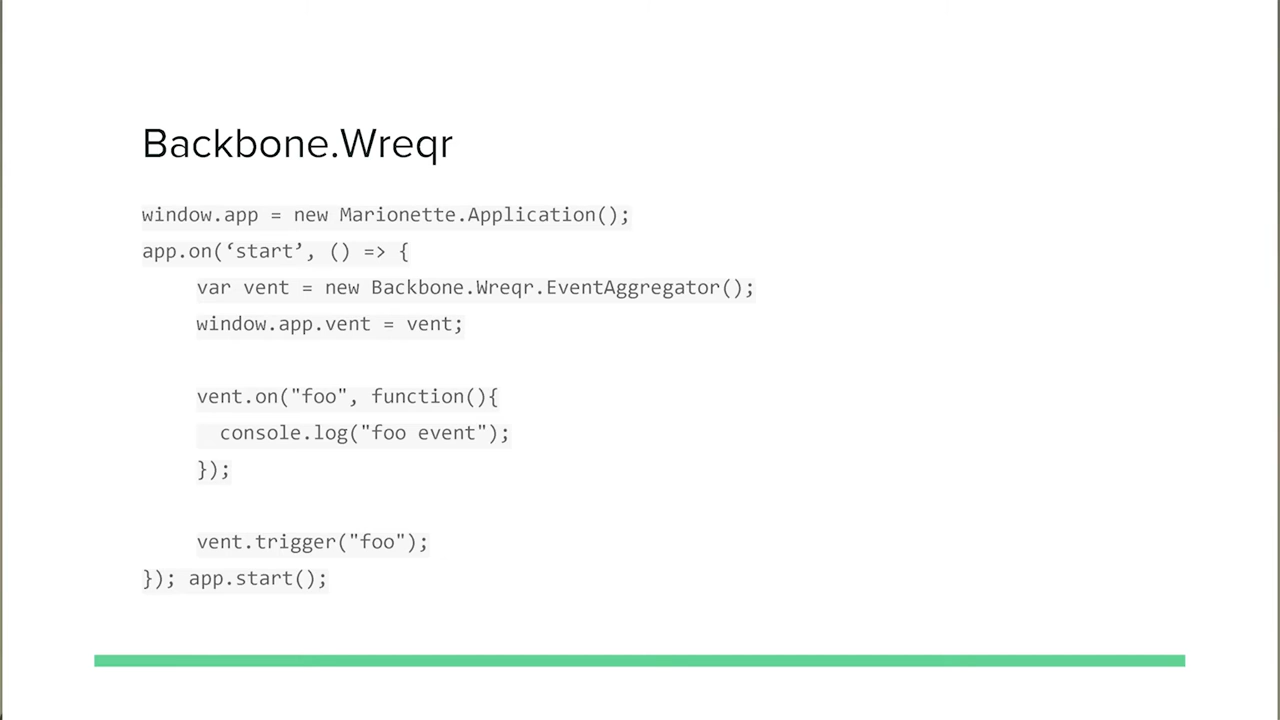 Backbone.Wreqr
window.app = new Marionette.Application();
app.on(‘start’, () => {
var vent = new Backbone.Wreqr.EventAggregator();
window.app.vent = vent;
vent.on("foo", function(){
console.log("foo event");
});
vent.trigger("foo");
}); app.start();